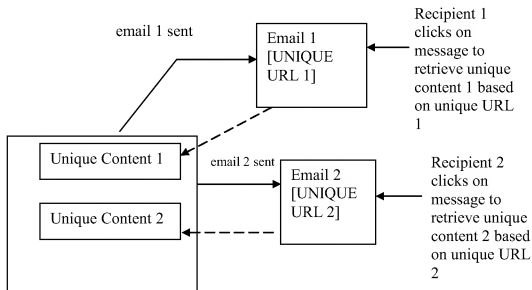 email 1 sent
Email 1
[UNIQUE
URL 1]
Recipient 1
clicks on
message to
retrieve unique
content 1 based
on unique URL
1
Unique Content 1
email 2 sent
Email 2
[UNIQUE
URL 2]
Recipient 2
clicks on
message to
retrieve unique
content 2 based
on unique URL
2
Unique Content 2